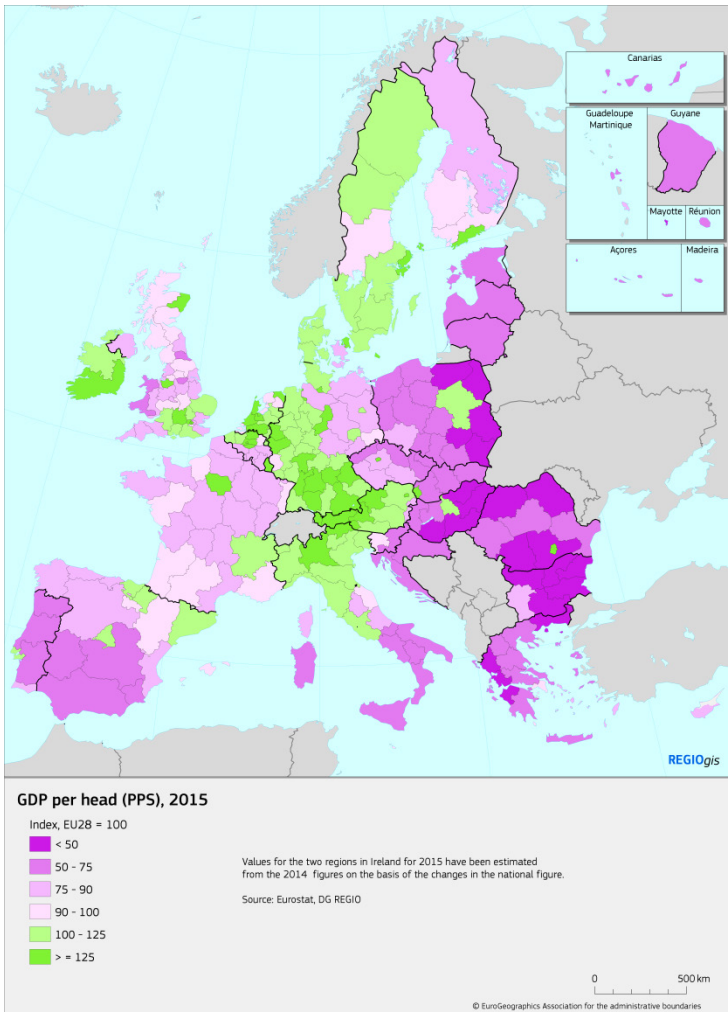 Canarias
Guadeloupe
Martinique
Guyane
Mayotte
Réunion
Açores
Madeira
REGIOgis
GDP per head (PPS), 2015
Index, EU28 = 100
< 50
50 - 75
75 - 90
90 - 100
100 - 125
> = 125
Values for the two regions in Ireland for 2015 have been estimated
from the 2014 figures on the basis of the changes in the national figure.
Source: Eurostat, DG REGIO
0 500 km
© EuroGeographics Association for the administrative boundaries